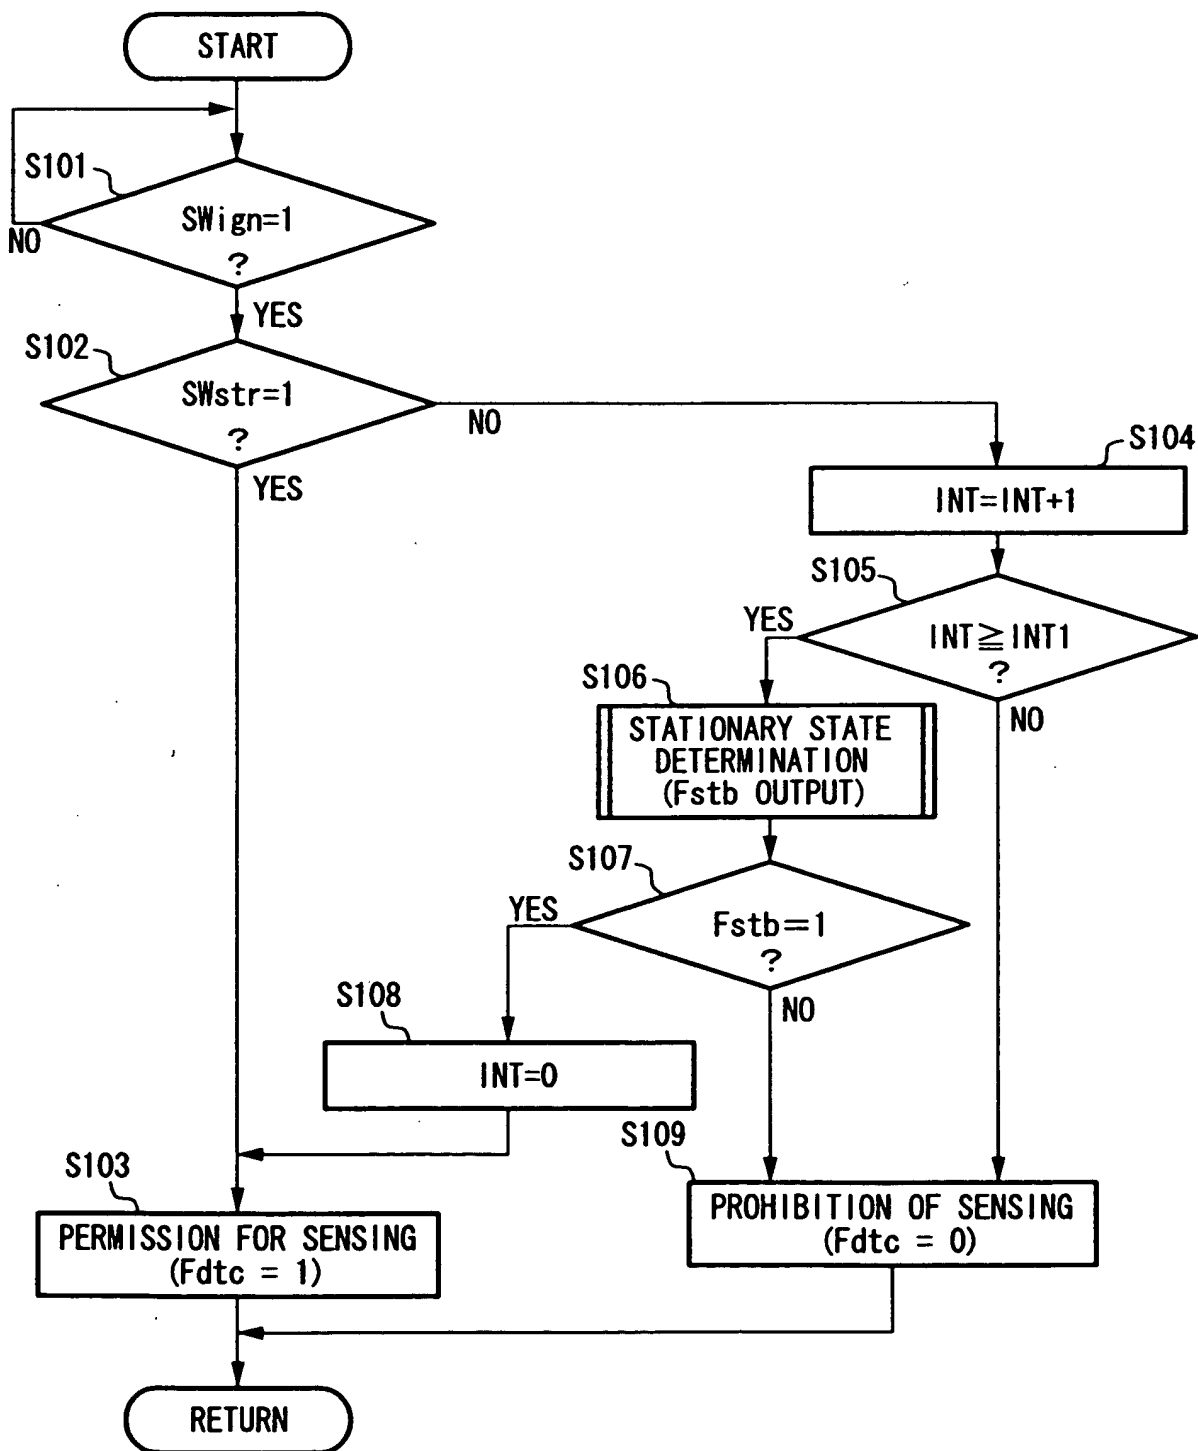 START
S101
SWign=1
?
NO
YES
S102
SWstr=1
?
NO
YES
S104
INT=INT+1
S105
INT≧INT1
?
YES
NO
S106
STATIONARY STATE
DETERMINATION
(Fstb OUTPUT)
S107
Fstb=1
?
YES
NO
S108
INT=0
S109
PROHIBITION OF SENSING
(Fdtc = 0)
S103
PERMISSION FOR SENSING
(Fdtc = 1)
RETURN